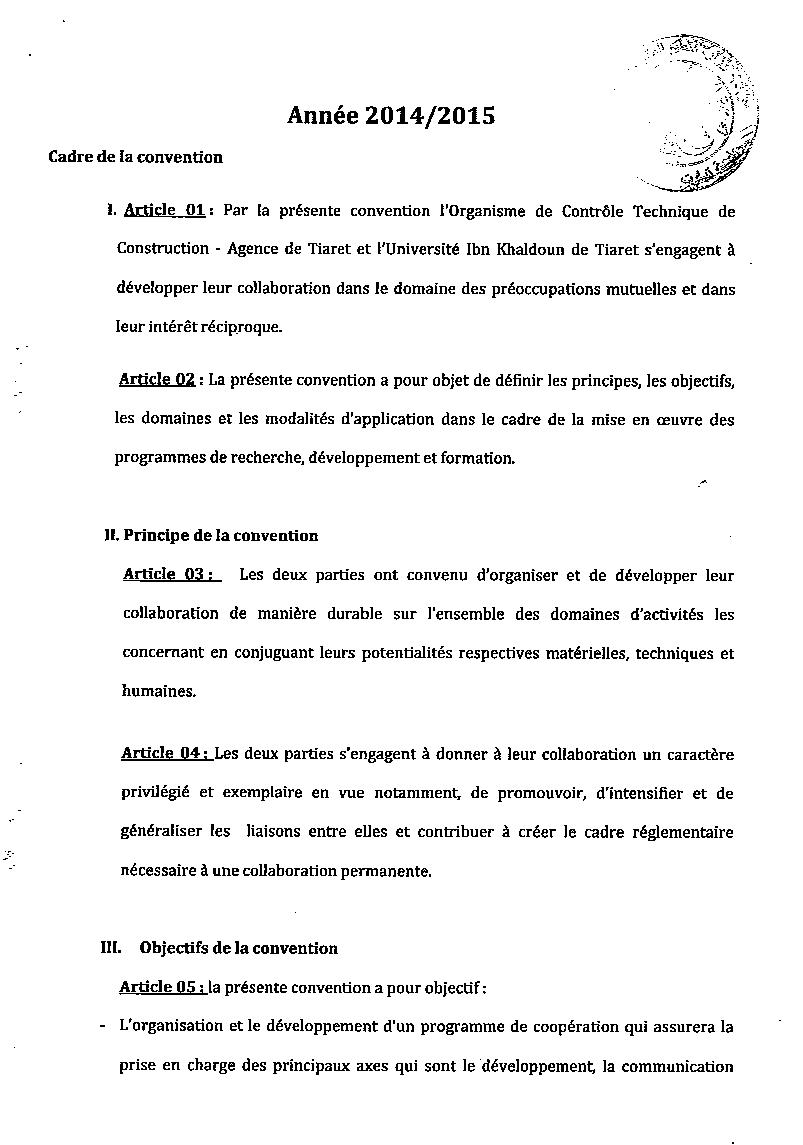 Année 2014/2015
Cadre de la convention
I. Article 01 : Par la présente convention l'Organisme de Contrôle Technique de
Construction - Agence de Tiaret et l'Université Ibn Khaldoun de Tiaret s'engagent à
développer leur collaboration dans le domaine des préoccupations mutuelles et dans
leur intérêt réciproque.
Article 02 : La présente convention a pour objet de définir les principes, les objectifs,
les domaines et les modalités d'application dans le cadre de la mise en œuvre des
programmes de recherche, développement et formation.
II. Principe de la convention
Article 03 : Les deux parties ont convenu d'organiser et de développer leur
collaboration de manière durable sur l'ensemble des domaines d'activités les
concernant en conjuguant leurs potentialités respectives matérielles, techniques et
humaines.
Article 04 : Les deux parties s'engagent à donner à leur collaboration un caractère
privilégié et exemplaire en vue notamment, de promouvoir, d'intensifier et de
généraliser les liaisons entre elles et contribuer à créer le cadre réglementaire
nécessaire à une collaboration permanente.
III. Objectifs de la convention
Article 05 : la présente convention a pour objectif :
- L'organisation et le développement d'un programme de coopération qui assurera la
prise en charge des principaux axes qui sont le développement, la communication